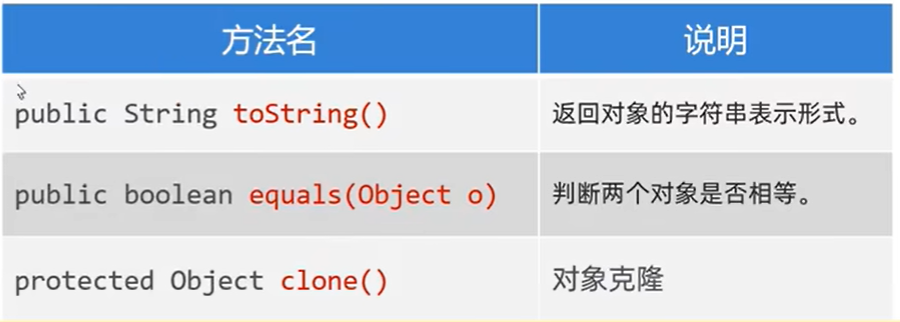 方法名 说明
public String toString() 返回对象的字符串表示形式。
public boolean equals(Object o) 判断两个对象是否相等。
protected Object clone() 对象克隆